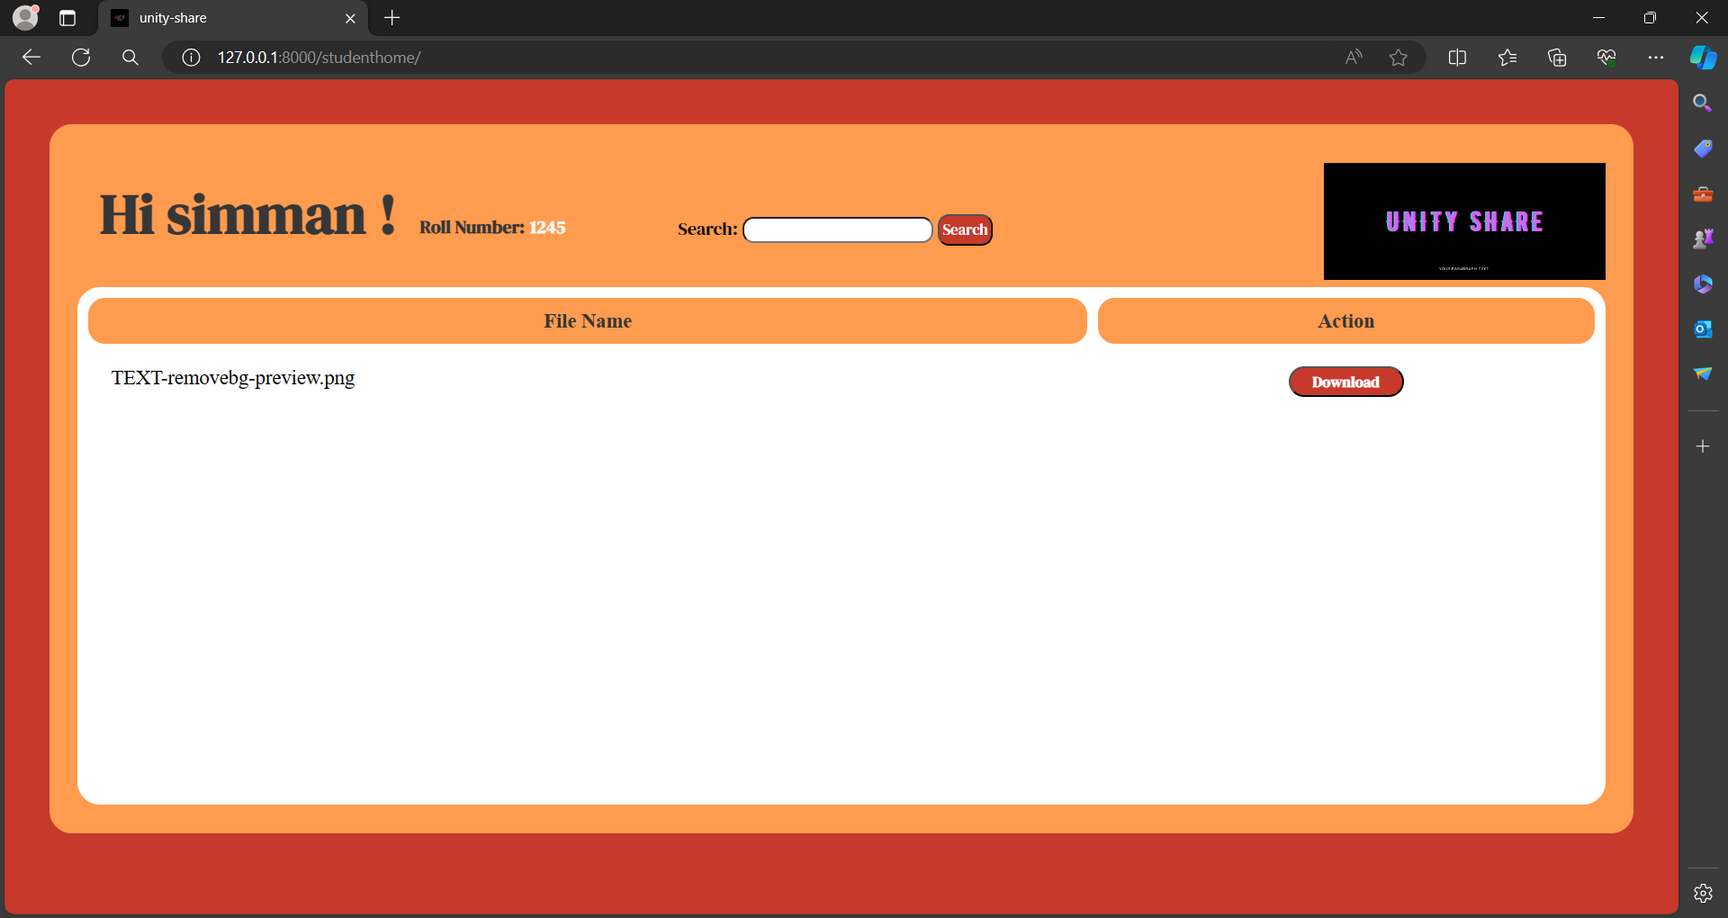 unity-share
127.0.0.1:8000/studenthome/
Hi simman !
Roll Number: 1245
Search:
Search
UNITY SHARE
File Name
Action
TEXT-removebg-preview.png
Download